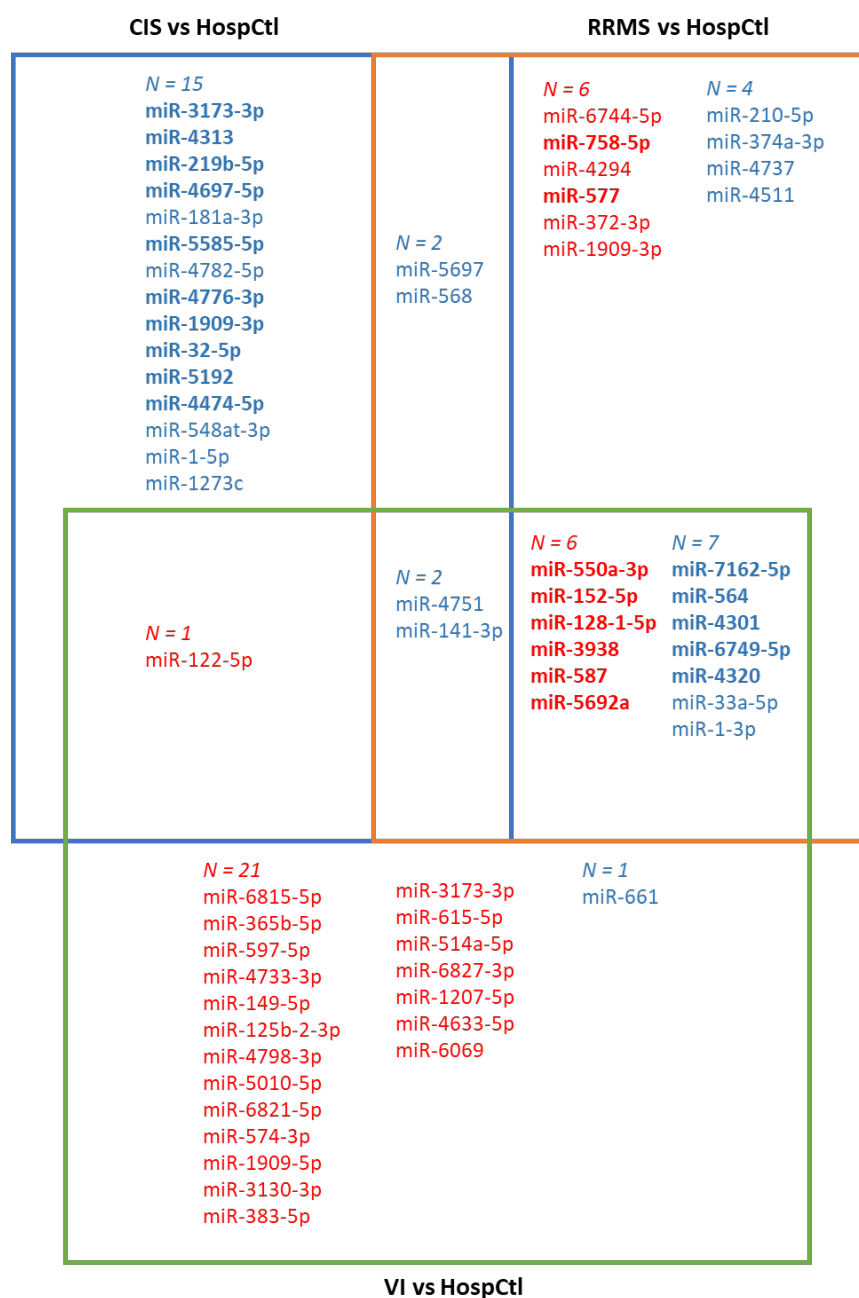 CIS vs HospCtl
RRMS vs HospCtl
N = 15
miR-3173-3p
miR-4313
miR-219b-5p
miR-4697-5p
miR-181a-3p
miR-5585-5p
miR-4782-5p
miR-4776-3p
miR-1909-3p
miR-32-5p
miR-5192
miR-4474-5p
miR-548at-3p
miR-1-5p
miR-1273c
N = 2
miR-5697
miR-568
N = 6
miR-6744-5p
miR-758-5p
miR-4294
miR-577
miR-372-3p
miR-1909-3p
N = 4
miR-210-5p
miR-374a-3p
miR-4737
miR-4511
N = 1
miR-122-5p
N = 2
miR-4751
miR-141-3p
N = 6
miR-550a-3p
miR-152-5p
miR-128-1-5p
miR-3938
miR-587
miR-5692a
N = 7
miR-7162-5p
miR-564
miR-4301
miR-6749-5p
miR-4320
miR-33a-5p
miR-1-3p
N = 21
miR-6815-5p
miR-365b-5p
miR-597-5p
miR-4733-3p
miR-149-5p
miR-125b-2-3p
miR-4798-3p
miR-5010-5p
miR-6821-5p
miR-574-3p
miR-1909-5p
miR-3130-3p
miR-383-5p
miR-3173-3p
miR-615-5p
miR-514a-5p
miR-6827-3p
miR-1207-5p
miR-4633-5p
miR-6069
N = 1
miR-661
VI vs HospCtl